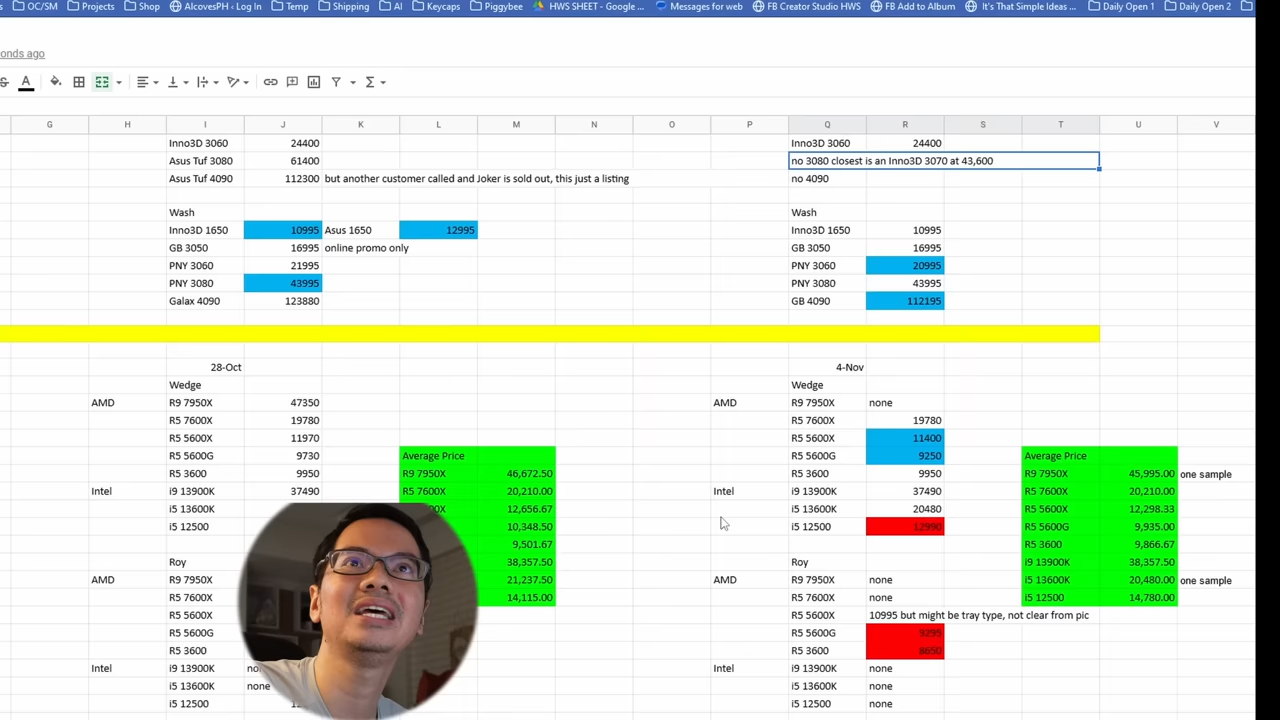 OC/SM Projects AlcovesPH ‹ Log In Temp Shop Shipping AI Keycaps Piggybee HWS SHEET - Google ... Messages for web FB Creator Studio HWS FB Add to Album It's That Simple Ideas ... Daily Open 1 Daily Open 2
onds ago
G H I J K L M N O P Q R S T U V
Inno3D 3060 24400 Inno3D 3060 24400
Asus Tuf 3080 61400 no 3080 closest is an Inno3D 3070 at 43,600
Asus Tuf 4090 112300 but another customer called and Joker is sold out, this just a listing no 4090
Wash Wash
Inno3D 1650 10995 Asus 1650 12995 Inno3D 1650 10995
GB 3050 16995 online promo only GB 3050 16995
PNY 3060 21995 PNY 3060 20995
PNY 3080 43995 PNY 3080 43995
Galax 4090 123880 GB 4090 112195
28-Oct 4-Nov
Wedge Wedge
AMD R9 7950X 47350 AMD R9 7950X none
R5 7600X 19780 R5 7600X 19780
R5 5600X 11970 R5 5600X 11400
R5 5600G 9730 Average Price R5 5600G 9250 Average Price
R5 3600 9950 R9 7950X 46,672.50 R5 3600 9950 R9 7950X 45,995.00 one sample
Intel i9 13900K 37490 R5 7600X 20,210.00 Intel i9 13900K 37490 R5 7600X 20,210.00
i5 13600K 12,656.67 i5 13600K 20480 R5 5600X 12,298.33
i5 12500 10,348.50 i5 12500 12990 R5 5600G 9,935.00
9,501.67 R5 3600 9,866.67
Roy 38,357.50 Roy i9 13900K 38,357.50
AMD R9 7950X 21,237.50 AMD R9 7950X none i5 13600K 20,480.00 one sample
R5 7600X 14,115.00 R5 7600X none i5 12500 14,780.00
R5 5600X R5 5600X 10995 but might be tray type, not clear from pic
R5 5600G R5 5600G 9295
R5 3600 R5 3600 8650
Intel i9 13900K Intel i9 13900K none
i5 13600K none i5 13600K none
i5 12500 i5 12500 none